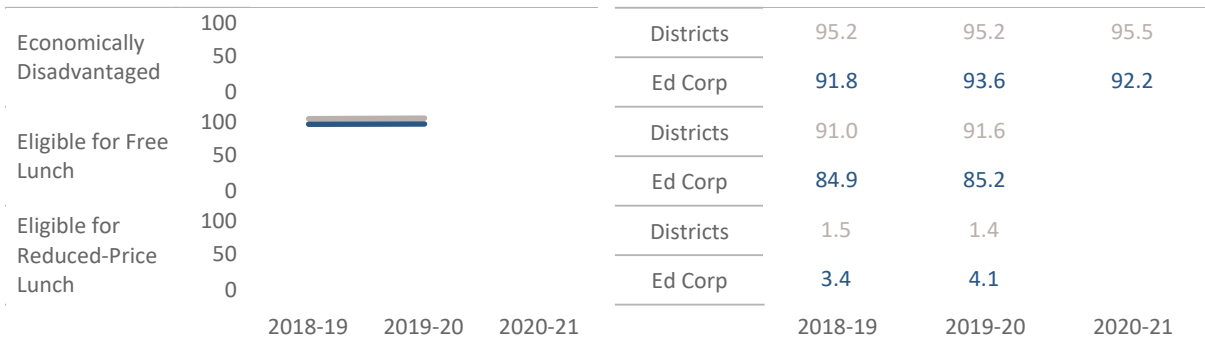 Economically
Disadvantaged
100
50
0
Districts 95.2 95.2 95.5
Ed Corp 91.8 93.6 92.2
Eligible for Free
Lunch
100
50
0
Districts 91.0 91.6
Ed Corp 84.9 85.2
Eligible for
Reduced-Price
Lunch
100
50
0
Districts 1.5 1.4
Ed Corp 3.4 4.1
2018-19 2019-20 2020-21
2018-19 2019-20 2020-21